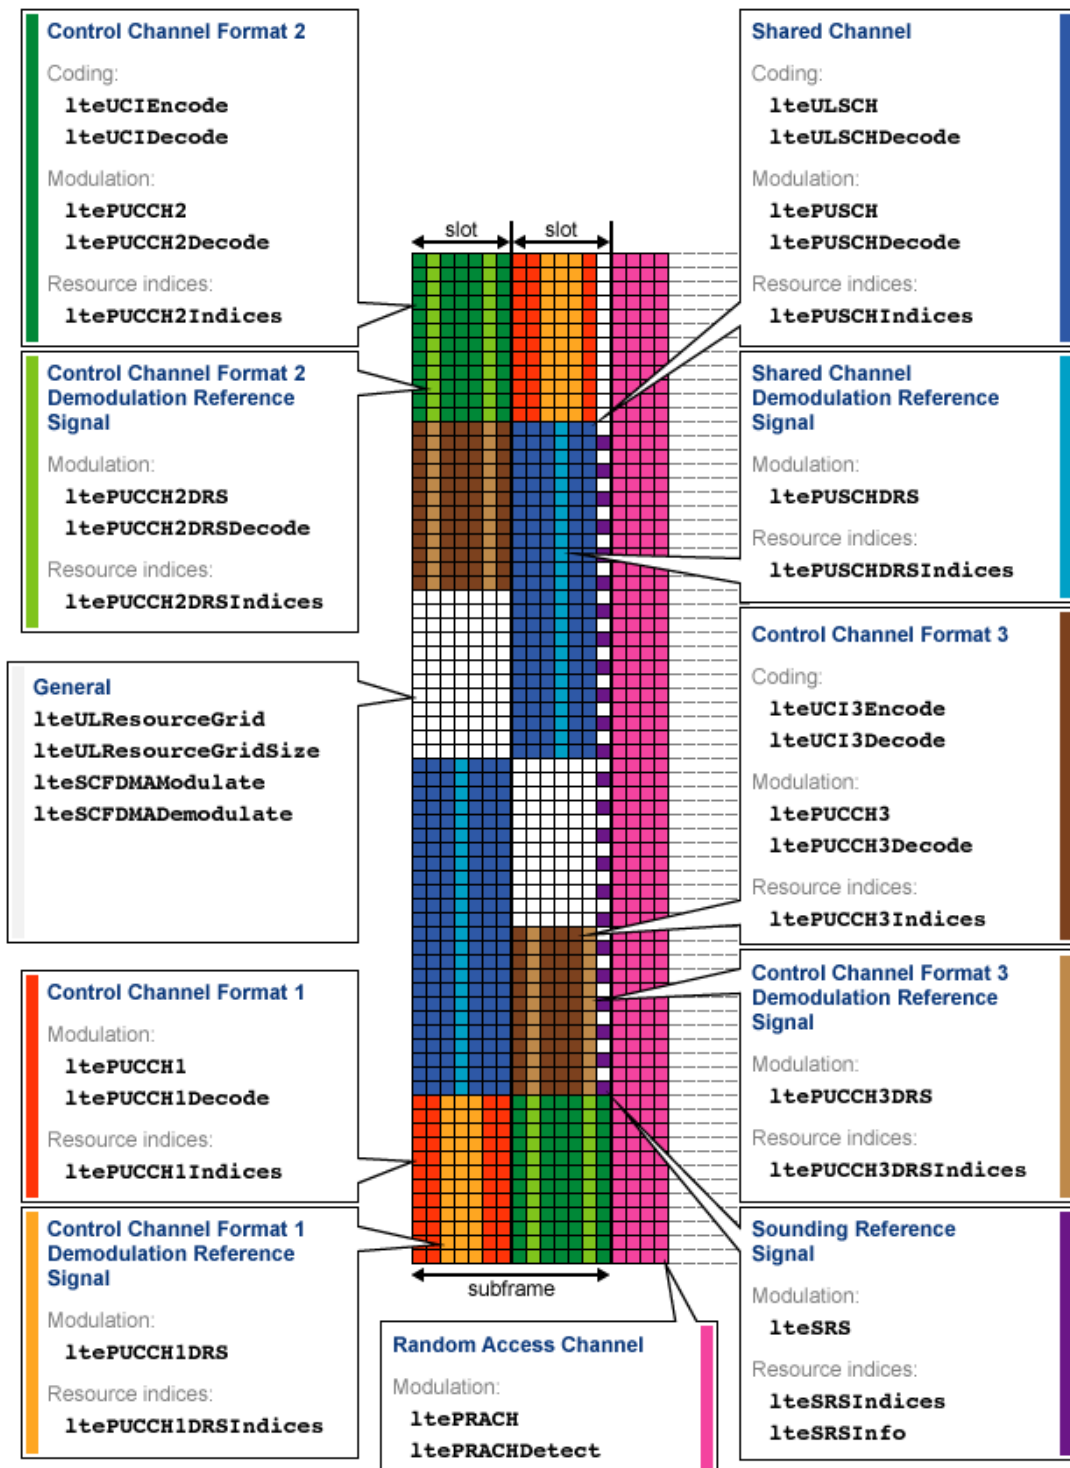 Control Channel Format 2
Coding:
lteUCIEncode
lteUCIDecode
Modulation:
ltePUCCH2
ltePUCCH2Decode
Resource indices:
ltePUCCH2Indices
Control Channel Format 2
Demodulation Reference
Signal
Modulation:
ltePUCCH2DRS
ltePUCCH2DRSDecode
Resource indices:
ltePUCCH2DRSIndices
General
lteULResourceGrid
lteULResourceGridSize
lteSCFDMAModulate
lteSCFDMADemodulate
Control Channel Format 1
Modulation:
ltePUCCH1
ltePUCCH1Decode
Resource indices:
ltePUCCH1Indices
Control Channel Format 1
Demodulation Reference
Signal
Modulation:
ltePUCCH1DRS
Resource indices:
ltePUCCH1DRSIndices
slot slot
subframe
Random Access Channel
Modulation:
ltePRACH
ltePRACHDetect
Shared Channel
Coding:
lteULSCH
lteULSCHDecode
Modulation:
ltePUSCH
ltePUSCHDecode
Resource indices:
ltePUSCHIndices
Shared Channel
Demodulation Reference
Signal
Modulation:
ltePUSCHDRS
Resource indices:
ltePUSCHDRSIndices
Control Channel Format 3
Coding:
lteUCI3Encode
lteUCI3Decode
Modulation:
ltePUCCH3
ltePUCCH3Decode
Resource indices:
ltePUCCH3Indices
Control Channel Format 3
Demodulation Reference
Signal
Modulation:
ltePUCCH3DRS
Resource indices:
ltePUCCH3DRSIndices
Sounding Reference
Signal
Modulation:
lteSRS
Resource indices:
lteSRSIndices
lteSRSInfo